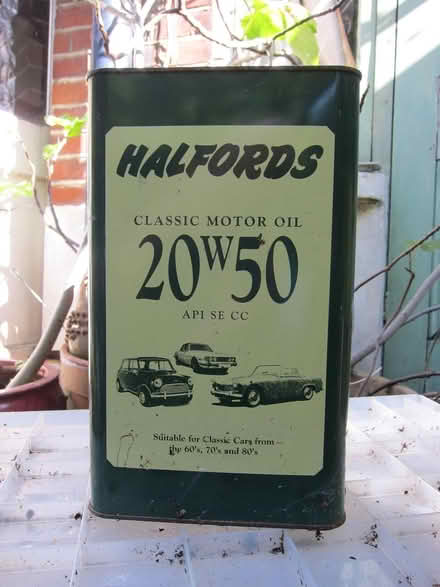 HALFORDS
CLASSIC MOTOR OIL
20W50
API SE CC
Suitable for Classic Cars from
the 60's, 70's and 80's